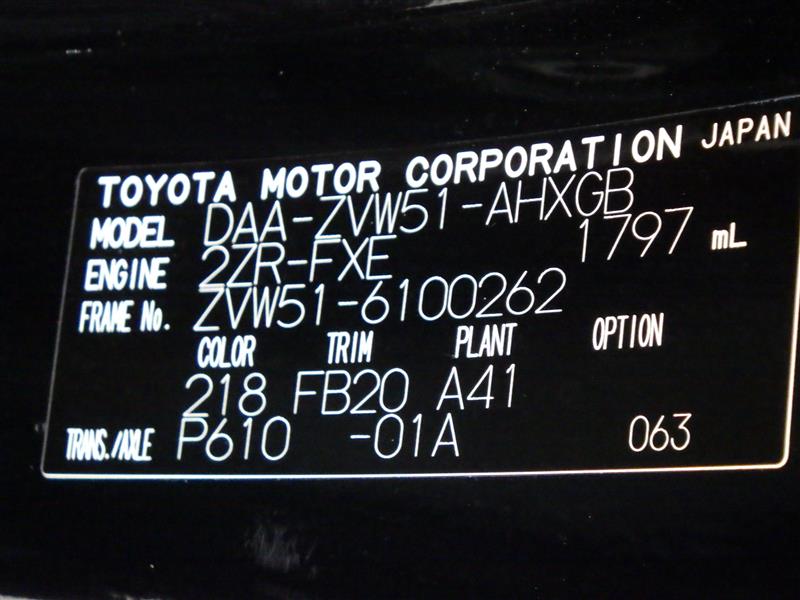 TOYOTA MOTOR CORPORATION JAPAN
MODEL DAA-ZVW51-AHXGB
ENGINE 2ZR-FXE 1797 mL
FRAME No. ZVW51-6100262
COLOR TRIM PLANT OPTION
218 FB20 A41
TRANS./AXLE P610 -01A 063